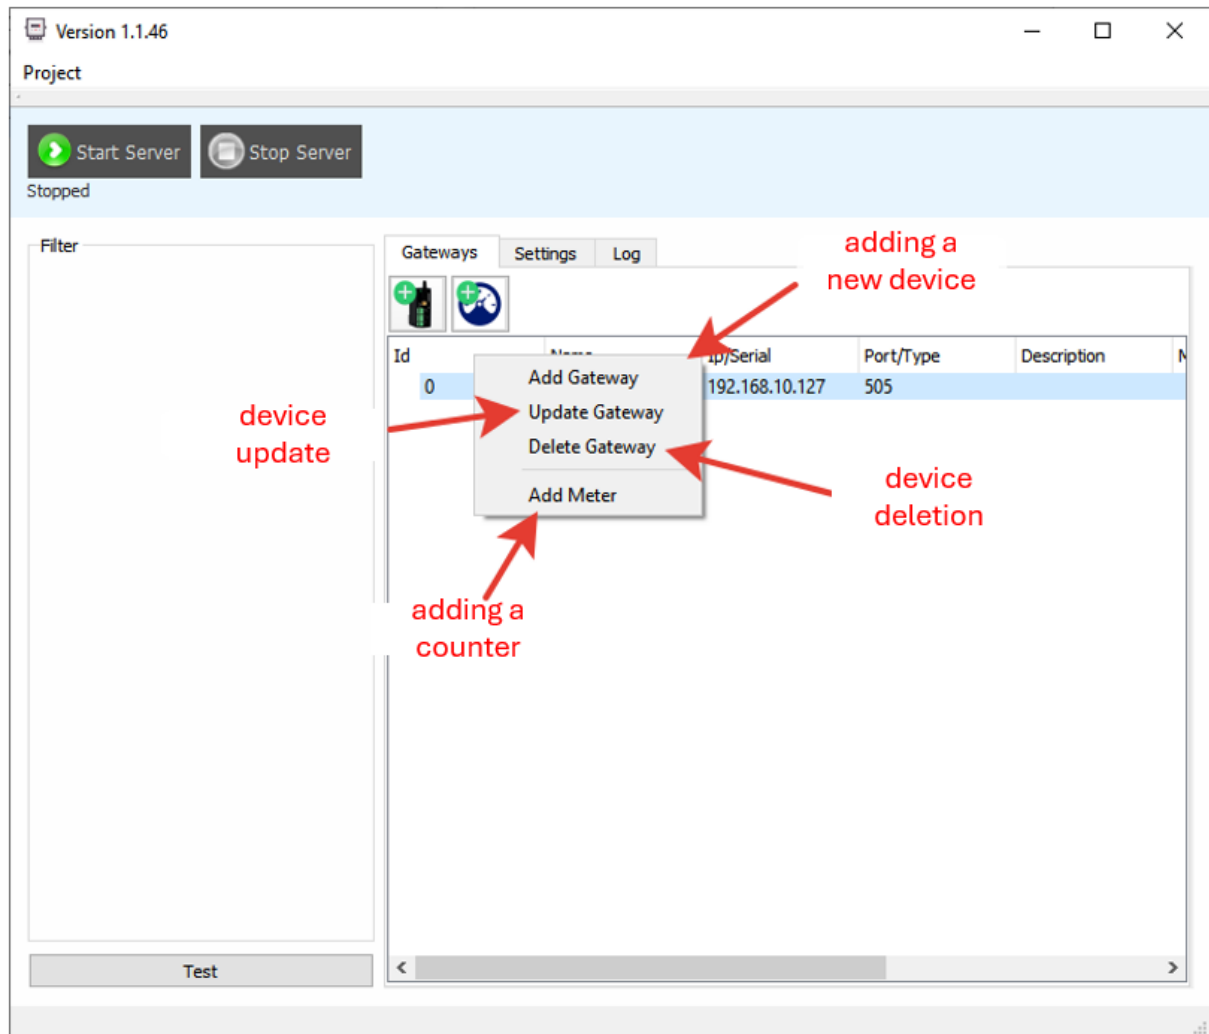 Version 1.1.46
Project
Start Server
Stop Server
Stopped
Filter
Gateways
Settings
Log
adding a
new device
Id
Name
Ip/Serial
Port/Type
Description
M
0
192.168.10.127
505
Add Gateway
Update Gateway
Delete Gateway
Add Meter
device
update
device
deletion
adding a
counter
Test